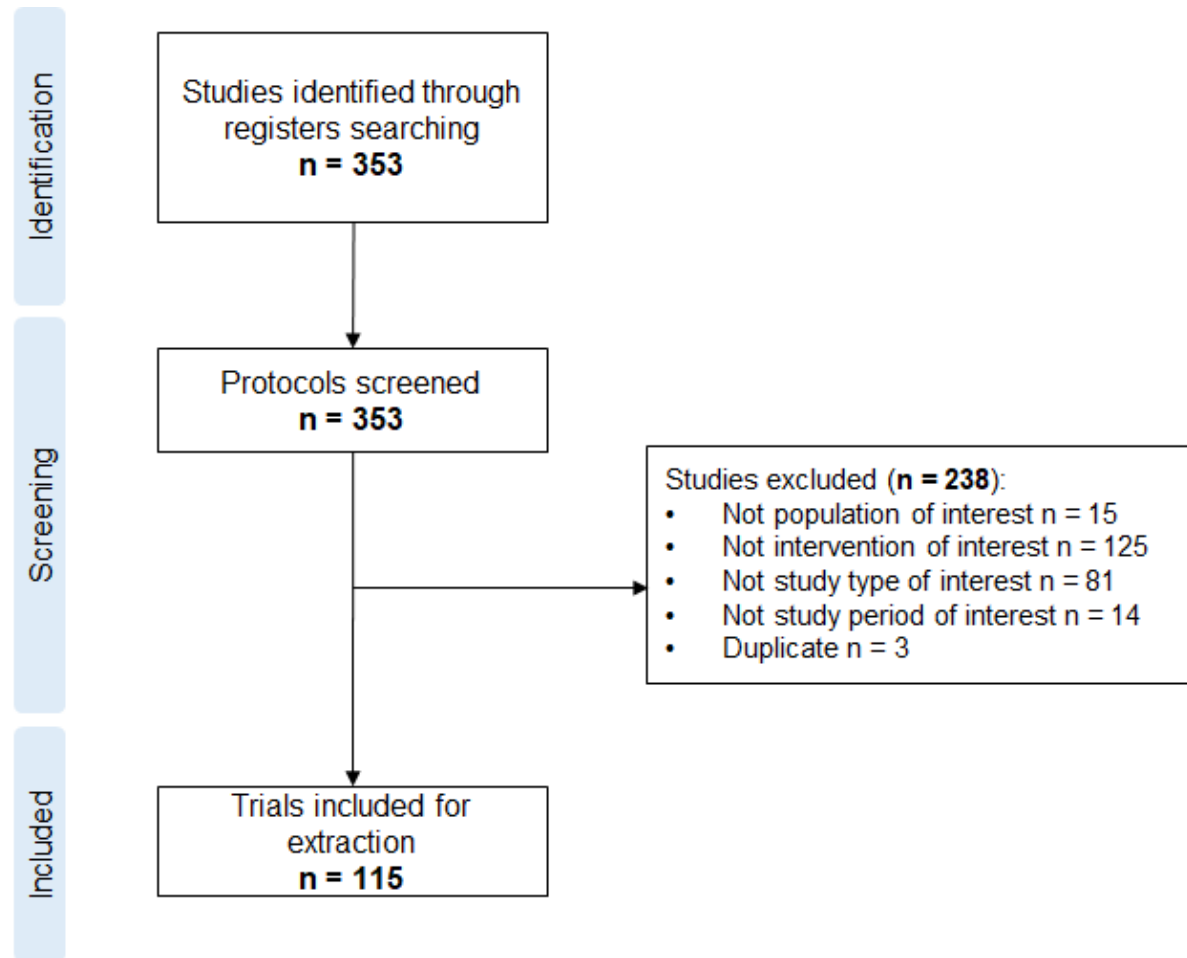 Identification
Studies identified through
registers searching
n = 353
Screening
Protocols screened
n = 353
Studies excluded (n = 238):
• Not population of interest n = 15
• Not intervention of interest n = 125
• Not study type of interest n = 81
• Not study period of interest n = 14
• Duplicate n = 3
Included
Trials included for
extraction
n = 115